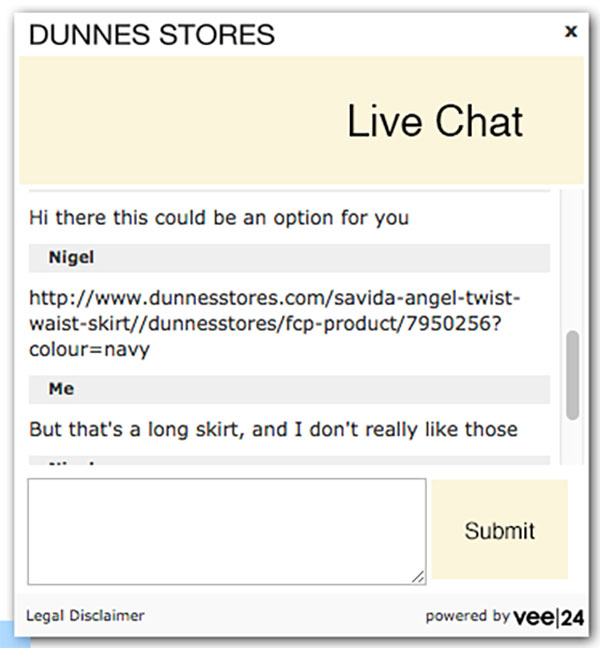 DUNNES STORES
x
Live Chat
Hi there this could be an option for you
Nigel
http://www.dunnesstores.com/savida-angel-twist-
waist-skirt//dunnesstores/fcp-product/7950256?
colour=navy
Me
But that's a long skirt, and I don't really like those
Submit
Legal Disclaimer
powered by vee|24